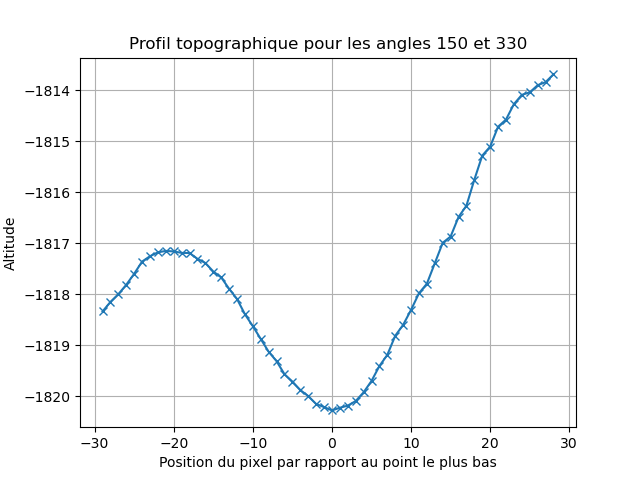 Profil topographique pour les angles 150 et 330
−1814
−1815
−1816
−1817
−1818
−1819
−1820
Altitude
−30 −20 −10 0 10 20 30
Position du pixel par rapport au point le plus bas